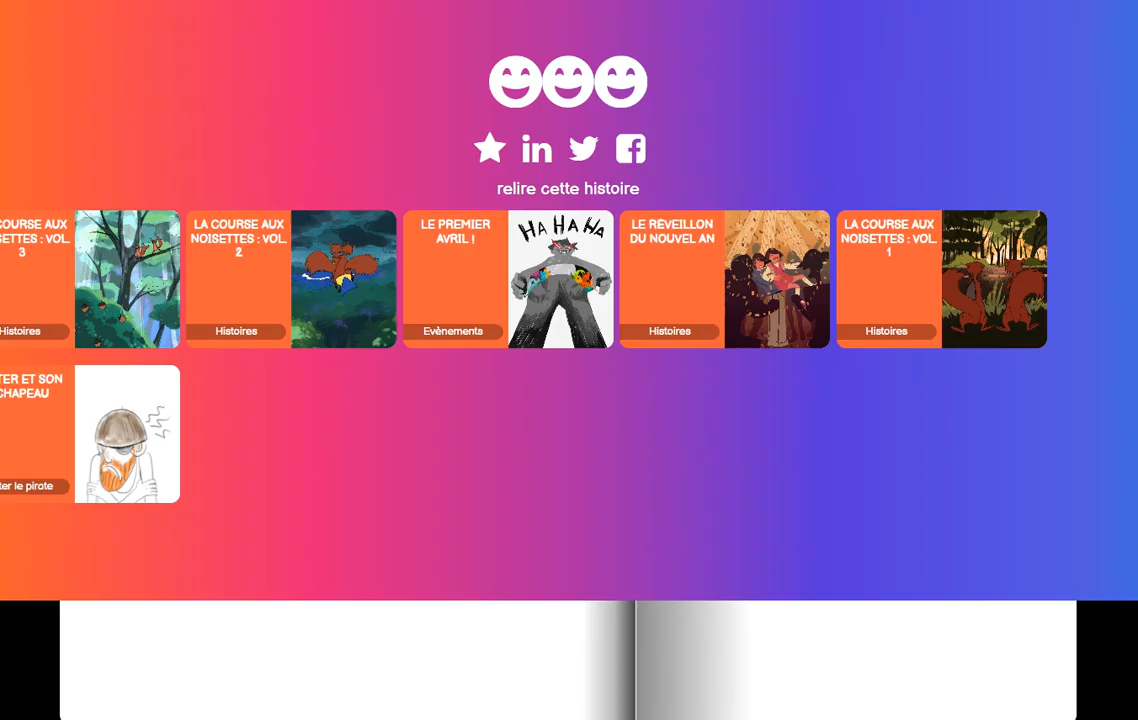 relire cette histoire
COURSE AUX
SETTES : VOL.
3
Histoires
LA COURSE AUX
NOISETTES : VOL.
2
Histoires
LE PREMIER
AVRIL !
Evènements
HA HA HA
LE RÉVEILLON
DU NOUVEL AN
Histoires
LA COURSE AUX
NOISETTES : VOL.
1
Histoires
TER ET SON
CHAPEAU
ter le pirate